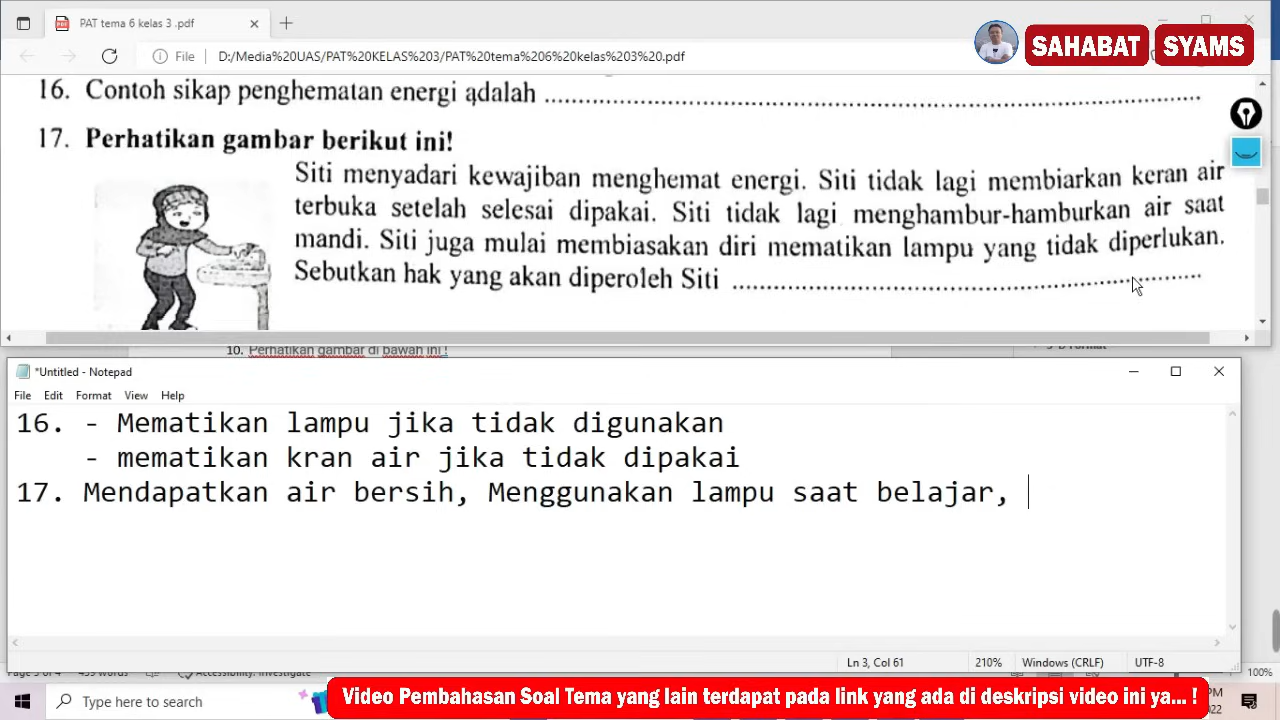 PAT tema 6 kelas 3 .pdf
SAHABAT SYAMS
File D:/Media%20UAS/PAT%20KELAS%203/PAT%20tema%206%20kelas%203%20.pdf
16. Contoh sikap penghematan energi adalah ........................................
17. Perhatikan gambar berikut ini!
Siti menyadari kewajiban menghemat energi. Siti tidak lagi membiarkan keran air
terbuka setelah selesai dipakai. Siti tidak lagi menghambur-hamburkan air saat
mandi. Siti juga mulai membiasakan diri mematikan lampu yang tidak diperlukan.
Sebutkan hak yang akan diperoleh Siti ........................................
10. Perhatikan gambar di bawah ini !
3-D Format
*Untitled - Notepad
File Edit Format View Help
16. - Mematikan lampu jika tidak digunakan
- mematikan kran air jika tidak dipakai
17. Mendapatkan air bersih, Menggunakan lampu saat belajar,
Ln 3, Col 61 210% Windows (CRLF) UTF-8
Accessibility: Investigate 100%
Type here to search
Video Pembahasan Soal Tema yang lain terdapat pada link yang ada di deskripsi video ini ya... !